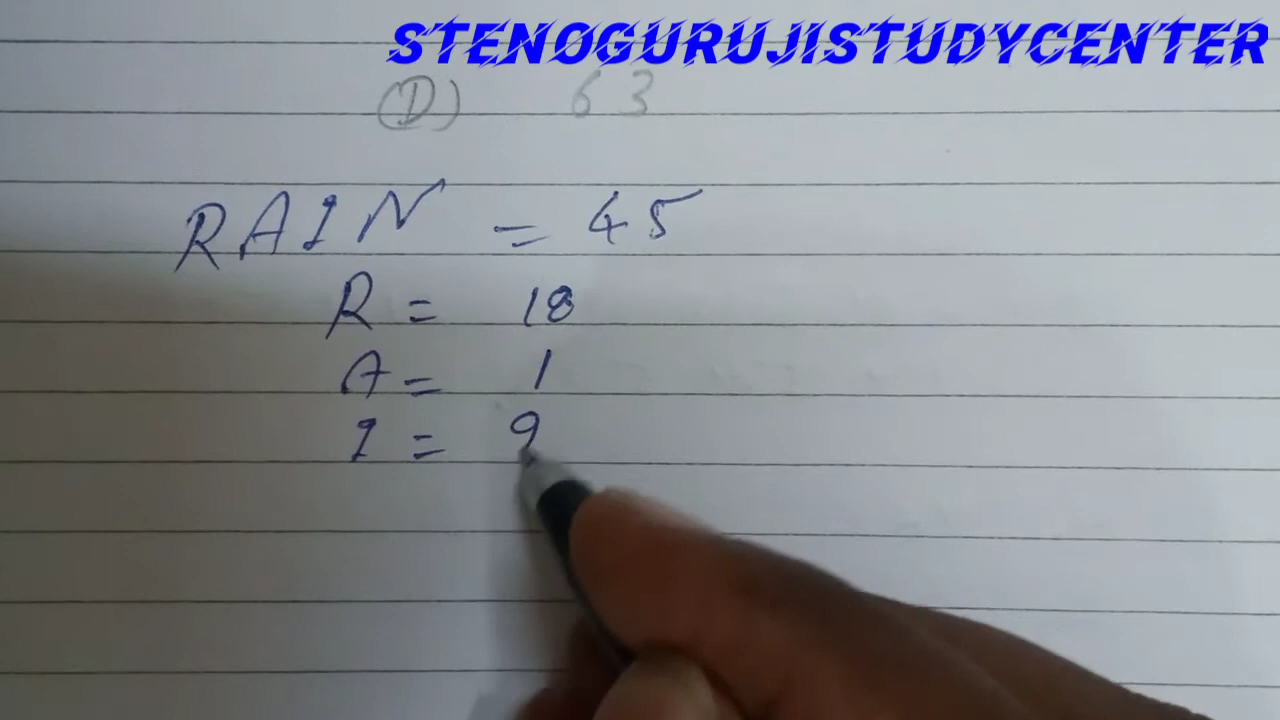 STENOGURUJISTUDYCENTER
(D) 63
RAIN = 45
R = 18
A = 1
I = 9